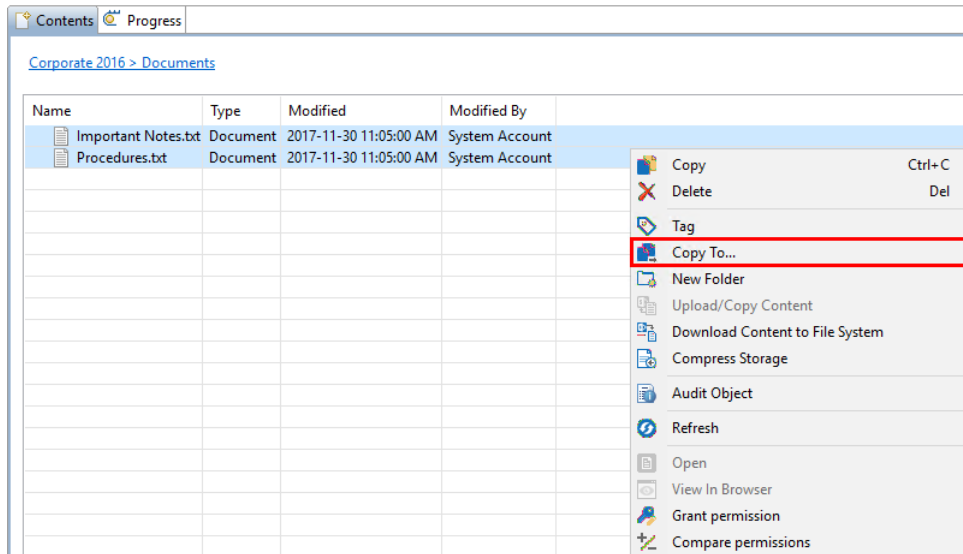 Contents Progress
Corporate 2016 > Documents
Name Type Modified Modified By
Important Notes.txt Document 2017-11-30 11:05:00 AM System Account
Procedures.txt Document 2017-11-30 11:05:00 AM System Account
Copy Ctrl+C
Delete Del
Tag
Copy To...
New Folder
Upload/Copy Content
Download Content to File System
Compress Storage
Audit Object
Refresh
Open
View In Browser
Grant permission
Compare permissions